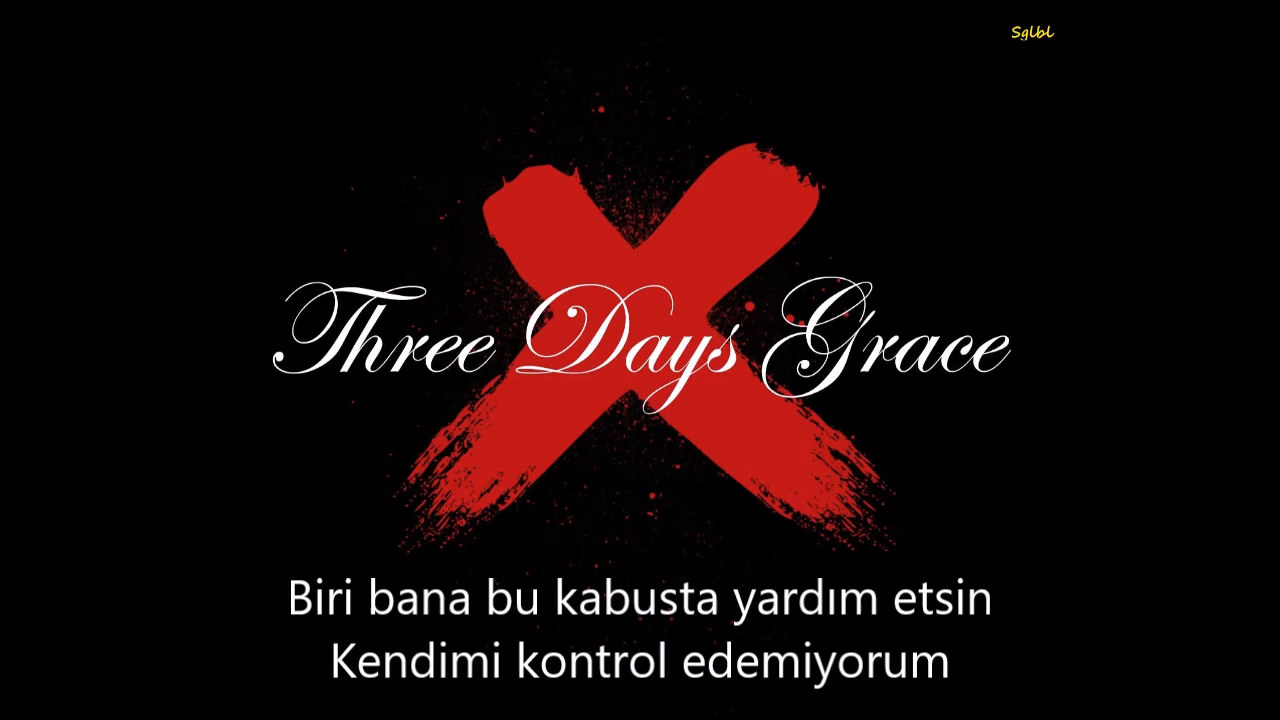 Sglbl
Three Days Grace
Biri bana bu kabusta yardım etsin
Kendimi kontrol edemiyorum